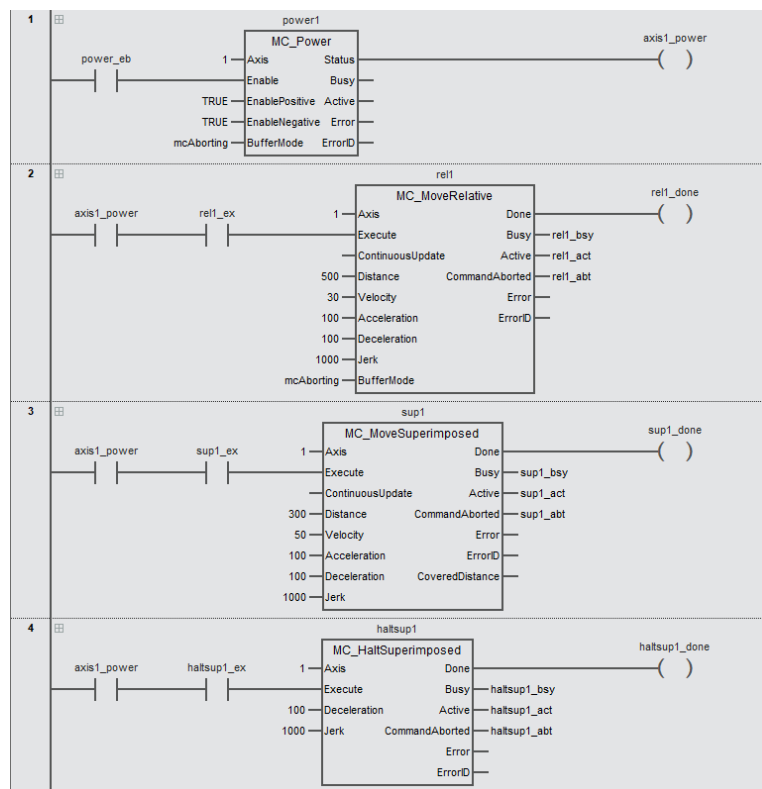 1 power1
MC_Power axis1_power
power_eb 1 Axis Status
Enable Busy
TRUE EnablePositive Active
TRUE EnableNegative Error
mcAborting BufferMode ErrorID
2 rel1
MC_MoveRelative rel1_done
axis1_power rel1_ex 1 Axis Done
Execute Busy rel1_bsy
ContinuousUpdate Active rel1_act
500 Distance CommandAborted rel1_abt
30 Velocity Error
100 Acceleration ErrorID
100 Deceleration
1000 Jerk
mcAborting BufferMode
3 sup1
MC_MoveSuperimposed sup1_done
axis1_power sup1_ex 1 Axis Done
Execute Busy sup1_bsy
ContinuousUpdate Active sup1_act
300 Distance CommandAborted sup1_abt
50 Velocity Error
100 Acceleration ErrorID
100 Deceleration CoveredDistance
1000 Jerk
4 haltsup1
MC_HaltSuperimposed haltsup1_done
axis1_power haltsup1_ex 1 Axis Done
Execute Busy haltsup1_bsy
100 Deceleration Active haltsup1_act
1000 Jerk CommandAborted haltsup1_abt
Error
ErrorID